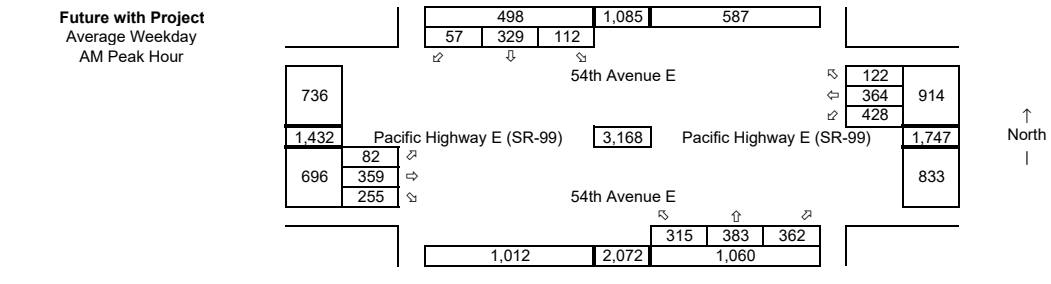 Future with Project
Average Weekday
AM Peak Hour
498 1,085 587
57 329 112
⬃ ⇩ ⬂
54th Avenue E
736
⬁ 122
⇦ 364
⬃ 428
914
1,432 Pacific Highway E (SR-99) 3,168 Pacific Highway E (SR-99) 1,747
↑
North
|
696
82 ⬀
359 ⇨
255 ⬂
833
54th Avenue E
⬁ ⇧ ⬀
315 383 362
1,012 2,072 1,060